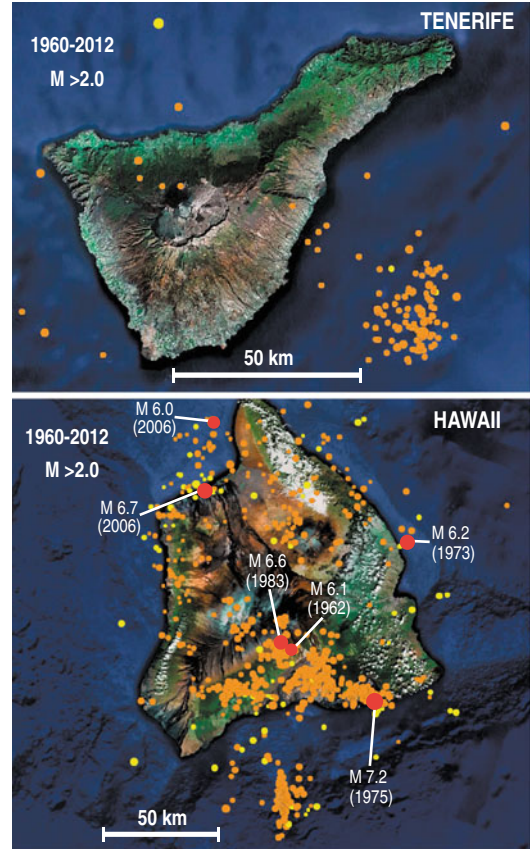 TENERIFE
1960-2012
M >2.0
50 km
M 6.0
(2006)
HAWAII
1960-2012
M >2.0
M 6.7
(2006)
M 6.2
(1973)
M 6.6
(1983)
M 6.1
(1962)
M 7.2
(1975)
50 km